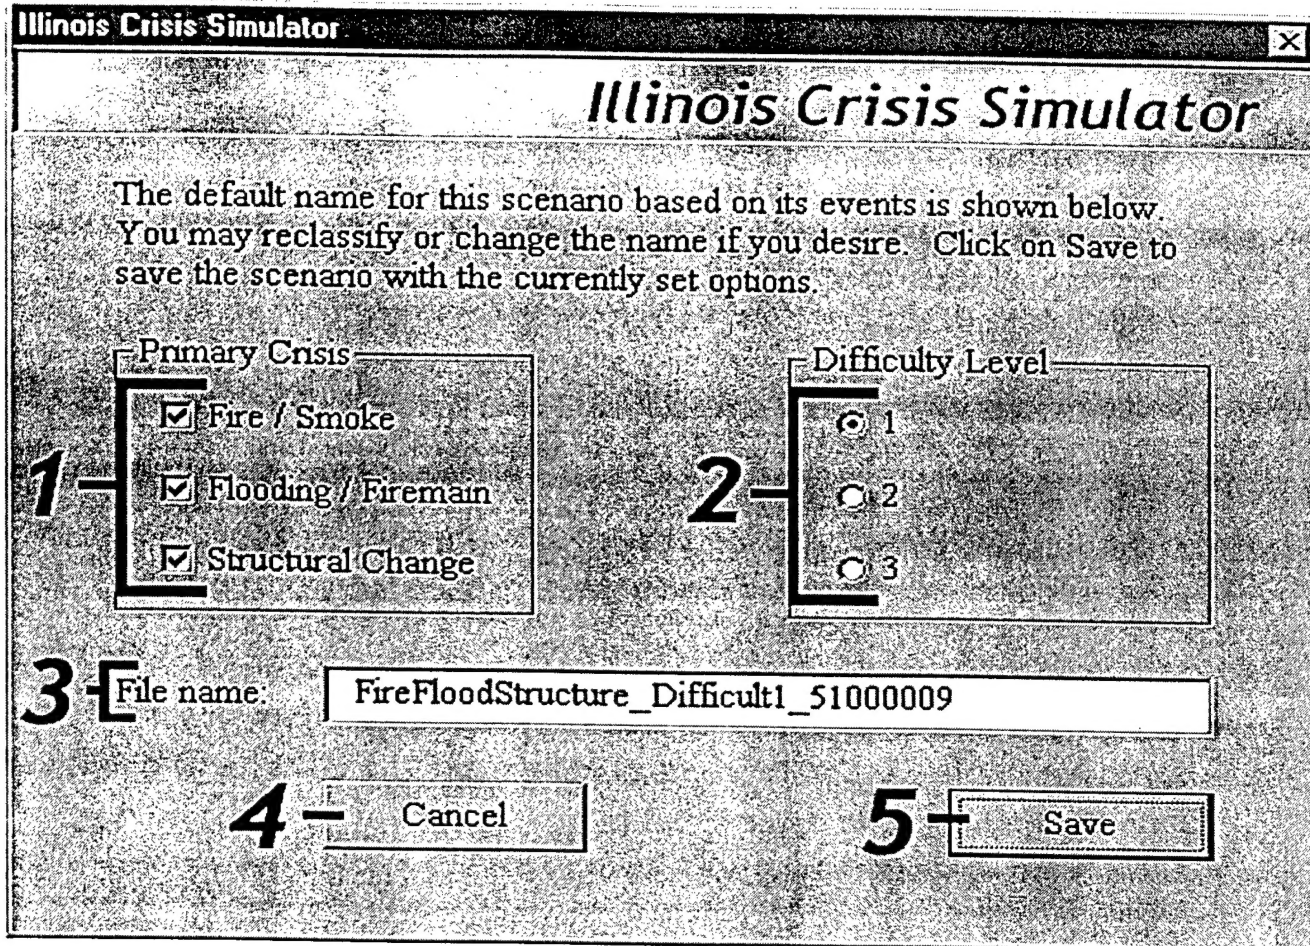 Illinois Crisis Simulator
Illinois Crisis Simulator
The default name for this scenario based on its events is shown below.
You may reclassify or change the name if you desire. Click on Save to
save the scenario with the currently set options.
Primary Crisis
Difficulty Level
Fire / Smoke
1
1
Flooding / Firemain
2
2
Structural Change
3
3
File name:
FireFloodStructure_Difficult1_51000009
4
Cancel
5
Save